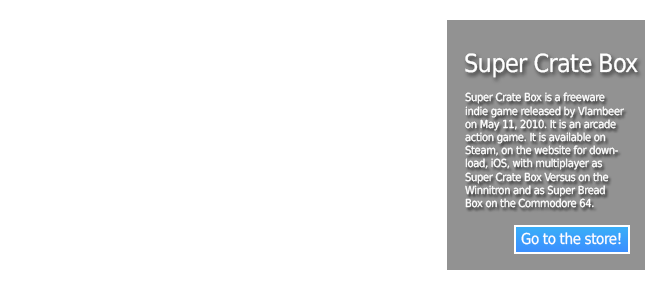 Super Crate Box
Super Crate Box is a freeware
indie game released by Vlambeer
on May 11, 2010. It is an arcade
action game. It is available on
Steam, on the website for down-
load, iOS, with multiplayer as
Super Crate Box Versus on the
Winnitron and as Super Bread
Box on the Commodore 64.
Go to the store!